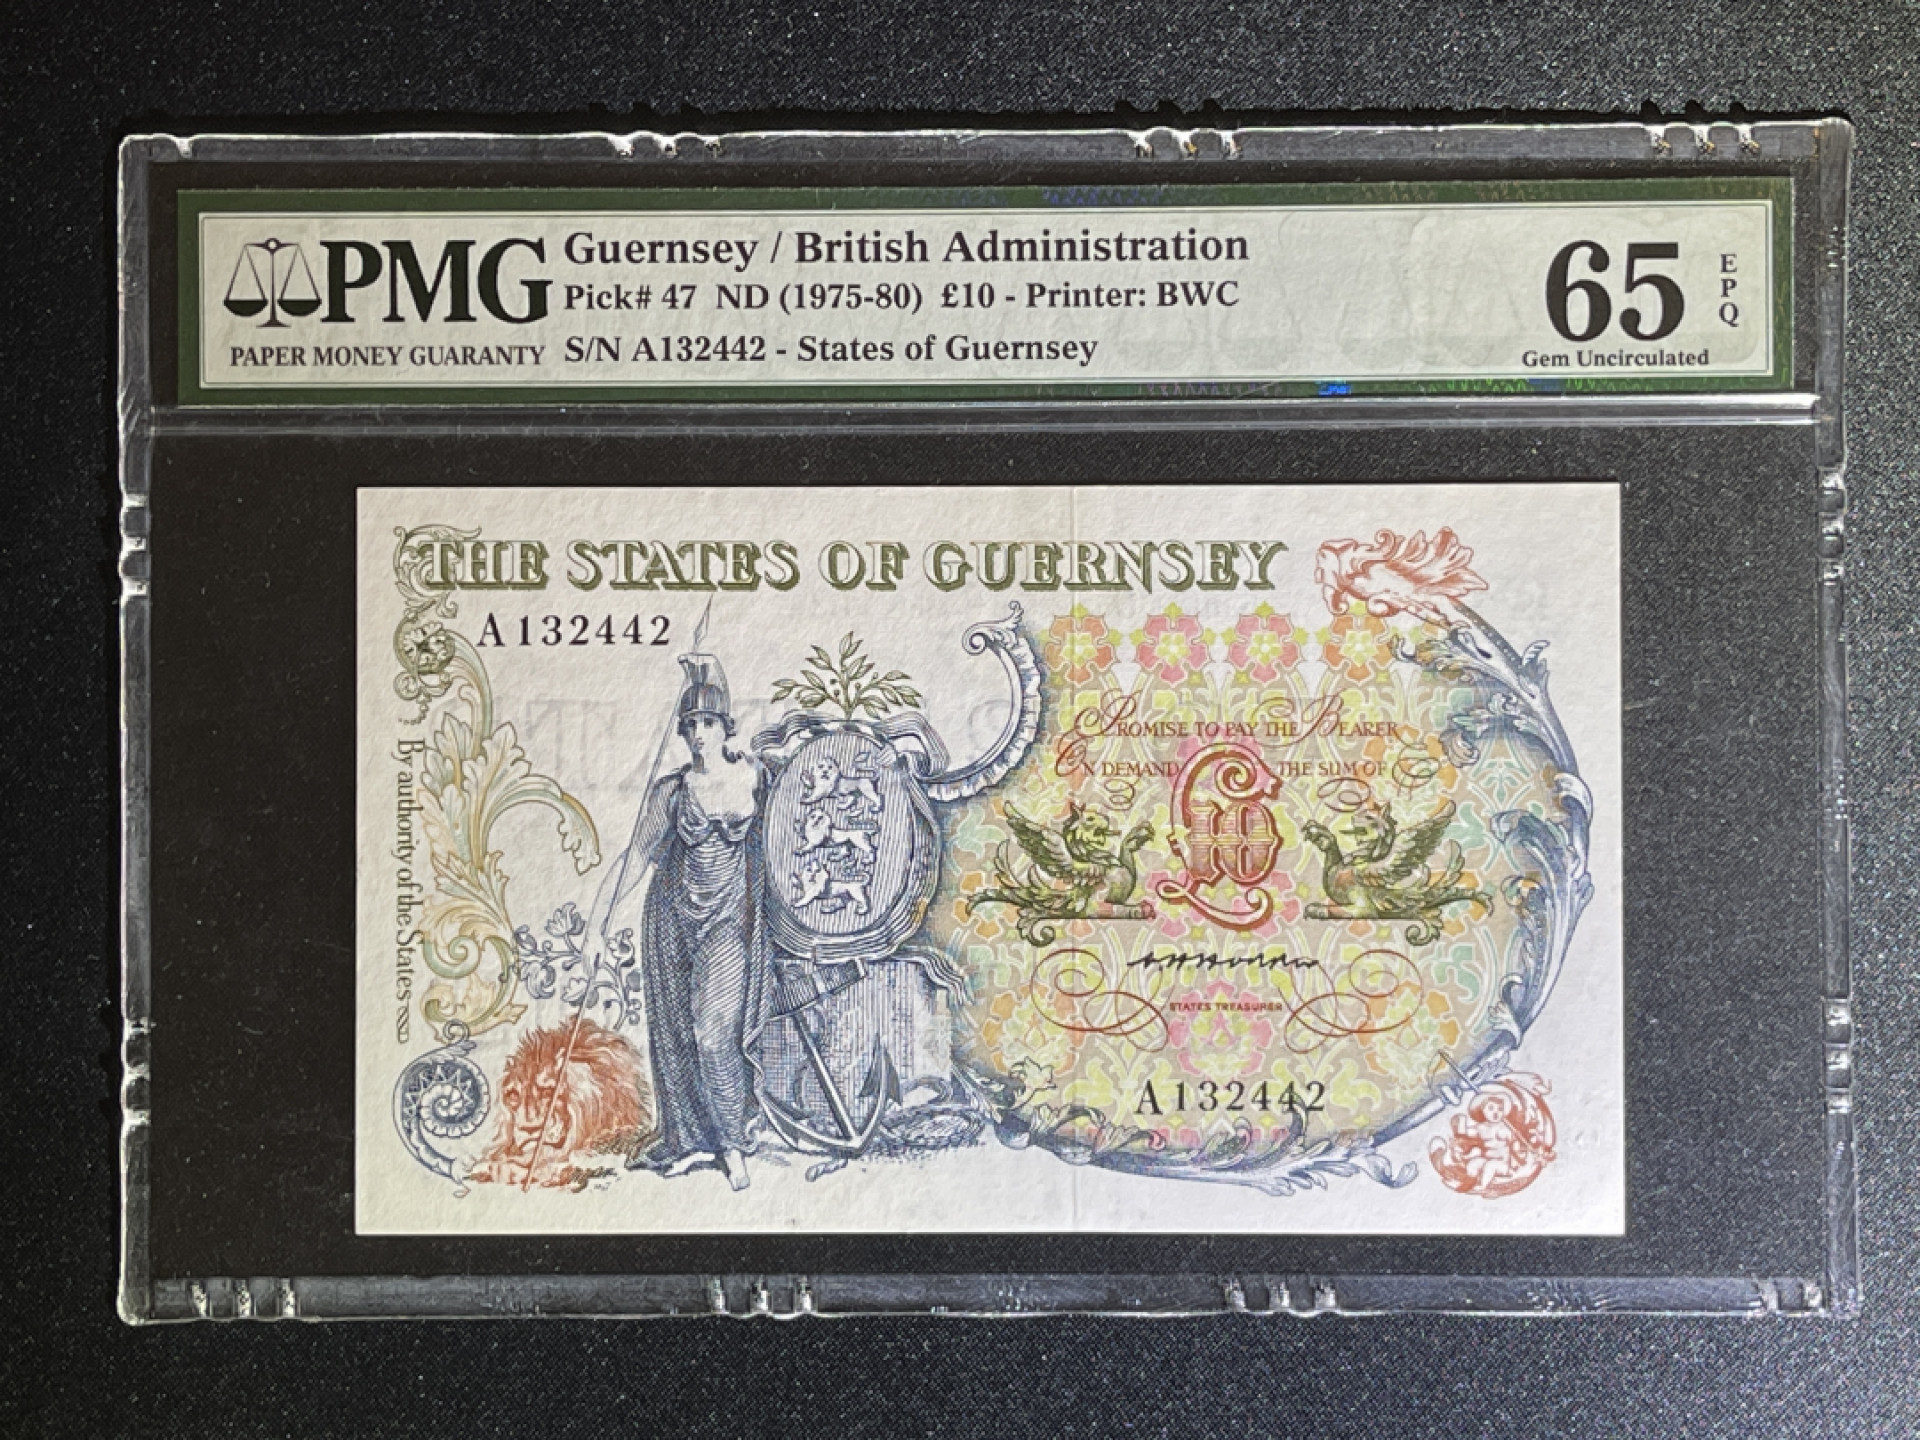 PMG
PAPER MONEY GUARANTY
Guernsey / British Administration
Pick# 47 ND (1975-80) £10 - Printer: BWC
S/N A132442 - States of Guernsey
65
EPQ
Gem Uncirculated
THE STATES OF GUERNSEY
A132442
By authority of the States
PROMISE TO PAY THE BEARER
ON DEMAND THE SUM OF
£10
STATES TREASURER
A132442